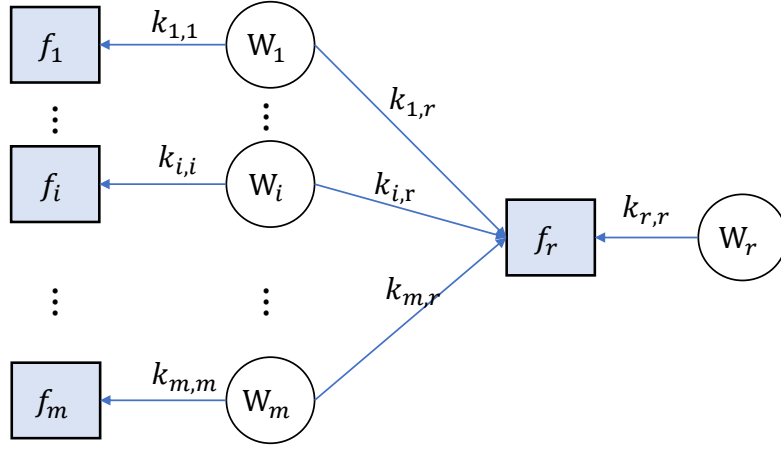 f₁ k₁,₁ W₁
⋮ ⋮ k₁,ᵣ
fᵢ kᵢ,ᵢ Wᵢ kᵢ,ᵣ
fᵣ kᵣ,ᵣ Wᵣ
⋮ ⋮ kₘ,ᵣ
fₘ kₘ,ₘ Wₘ